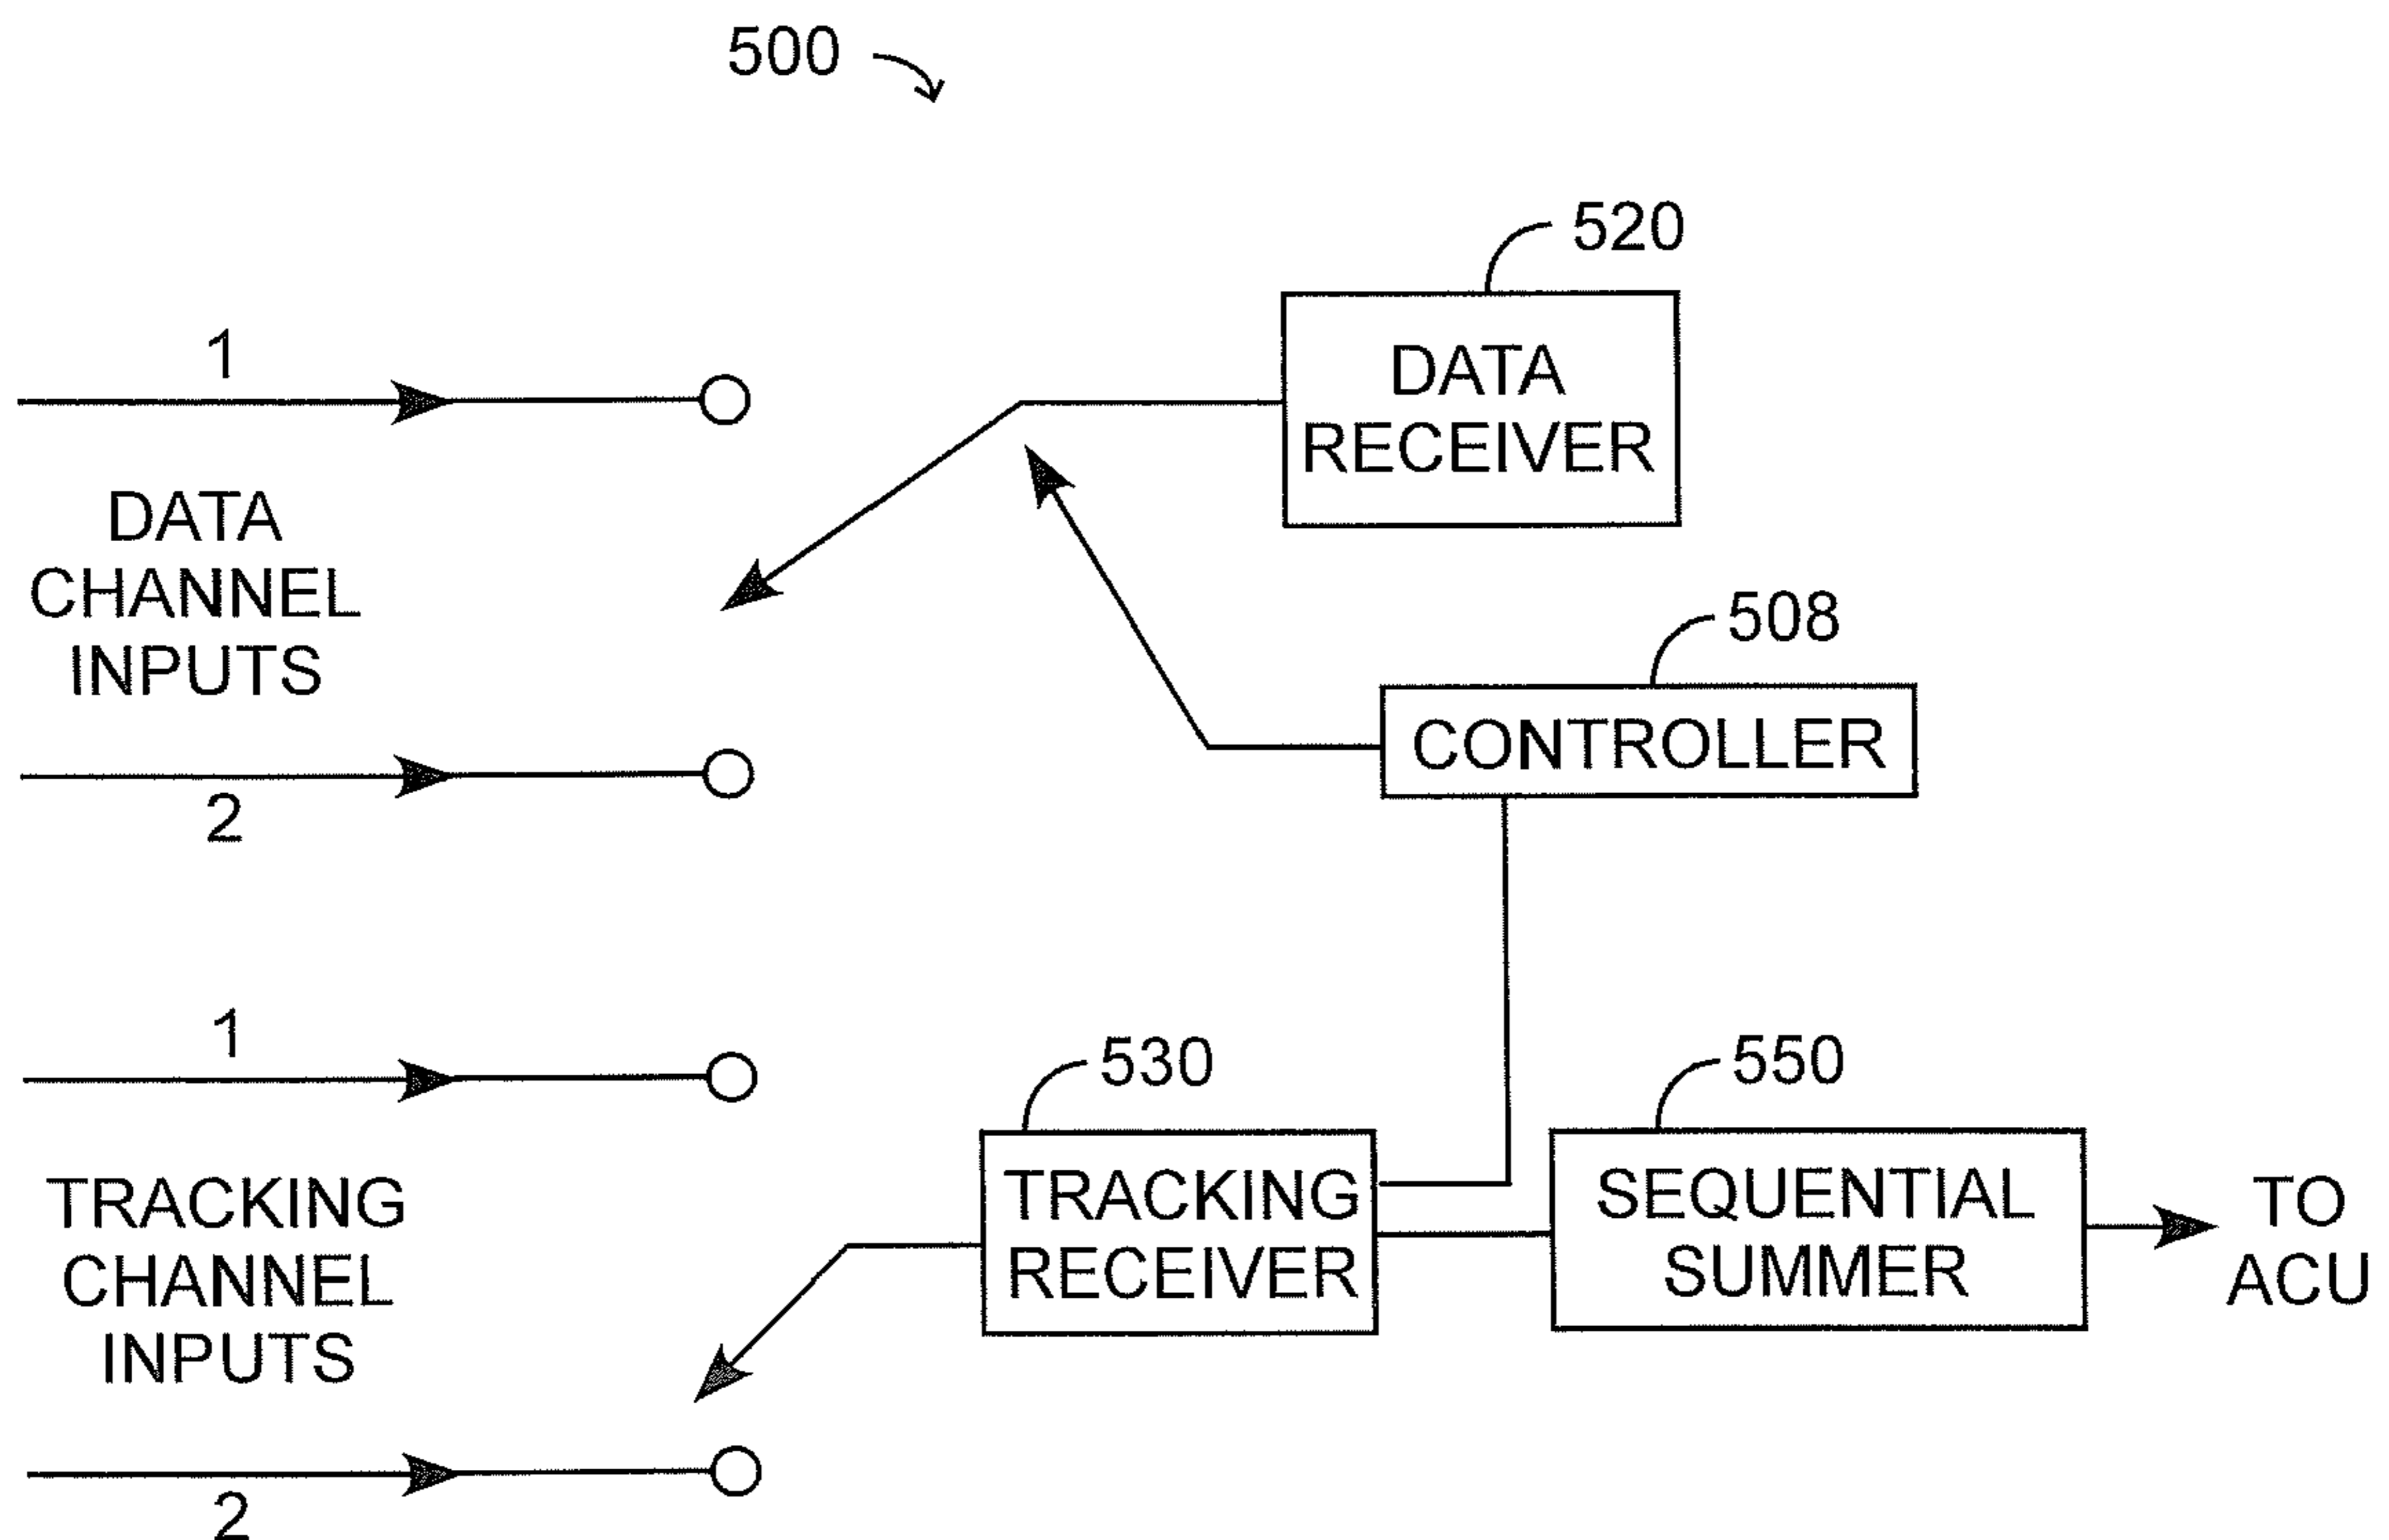 500
520
1
DATA
RECEIVER
DATA
CHANNEL
INPUTS
508
CONTROLLER
2
1
530
550
TRACKING
CHANNEL
INPUTS
TRACKING
RECEIVER
SEQUENTIAL
SUMMER
TO
ACU
2